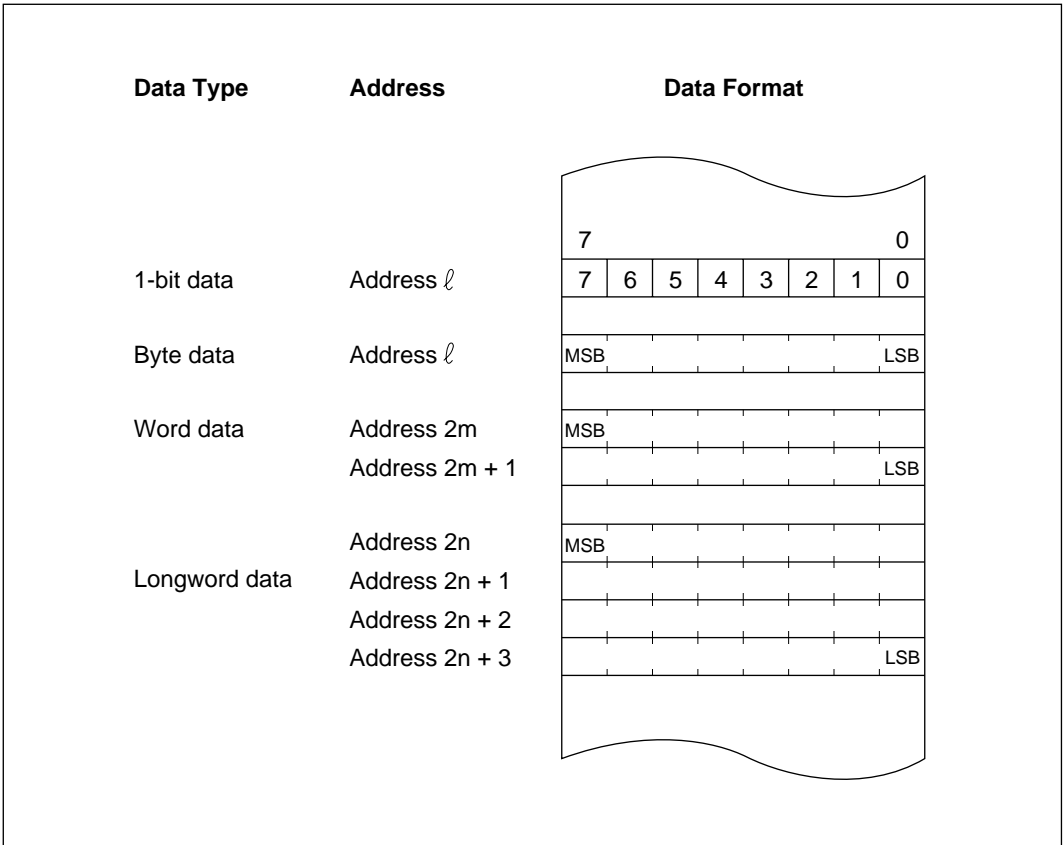 Data Type Address Data Format
7 0
1-bit data Address ℓ 7 6 5 4 3 2 1 0
Byte data Address ℓ MSB LSB
Word data Address 2m MSB
Address 2m + 1 LSB
Address 2n MSB
Longword data Address 2n + 1
Address 2n + 2
Address 2n + 3 LSB